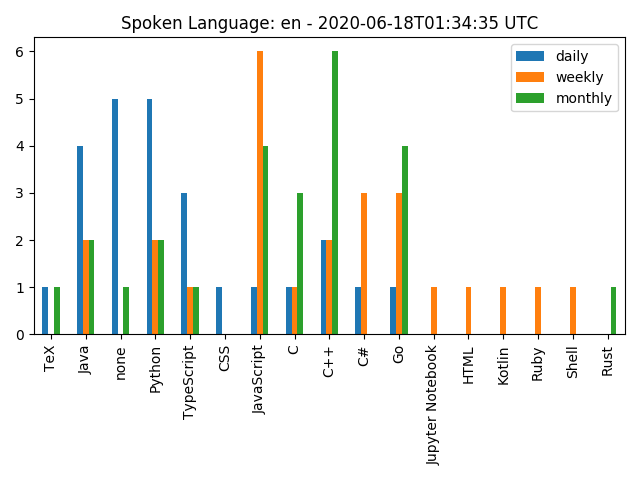 Spoken Language: en - 2020-06-18T01:34:35 UTC
daily
weekly
monthly
6
5
4
3
2
1
0
TeX
Java
none
Python
TypeScript
CSS
JavaScript
C
C++
C#
Go
Jupyter Notebook
HTML
Kotlin
Ruby
Shell
Rust